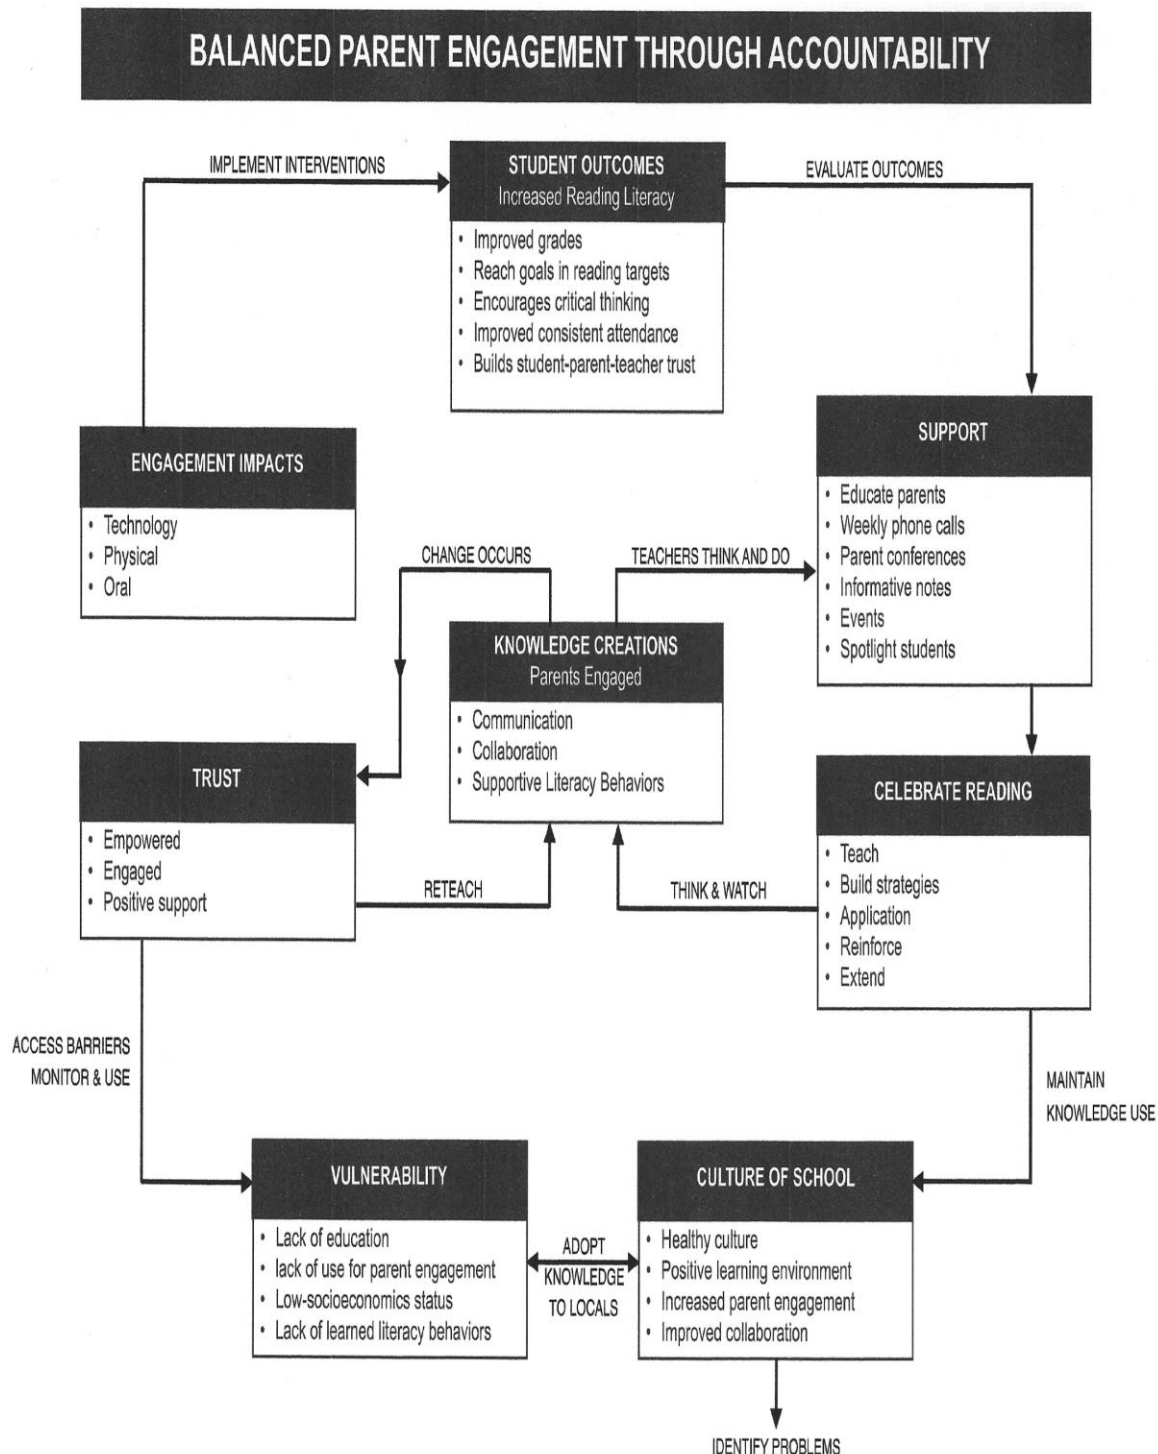 BALANCED PARENT ENGAGEMENT THROUGH ACCOUNTABILITY
IMPLEMENT INTERVENTIONS
STUDENT OUTCOMES
Increased Reading Literacy
• Improved grades
• Reach goals in reading targets
• Encourages critical thinking
• Improved consistent attendance
• Builds student-parent-teacher trust
EVALUATE OUTCOMES
ENGAGEMENT IMPACTS
• Technology
• Physical
• Oral
SUPPORT
• Educate parents
• Weekly phone calls
• Parent conferences
• Informative notes
• Events
• Spotlight students
CHANGE OCCURS
TEACHERS THINK AND DO
KNOWLEDGE CREATIONS
Parents Engaged
• Communication
• Collaboration
• Supportive Literacy Behaviors
TRUST
• Empowered
• Engaged
• Positive support
RETEACH
THINK & WATCH
CELEBRATE READING
• Teach
• Build strategies
• Application
• Reinforce
• Extend
ACCESS BARRIERS
MONITOR & USE
MAINTAIN
KNOWLEDGE USE
VULNERABILITY
• Lack of education
• lack of use for parent engagement
• Low-socioeconomics status
• Lack of learned literacy behaviors
ADOPT
KNOWLEDGE
TO LOCALS
CULTURE OF SCHOOL
• Healthy culture
• Positive learning environment
• Increased parent engagement
• Improved collaboration
IDENTIFY PROBLEMS